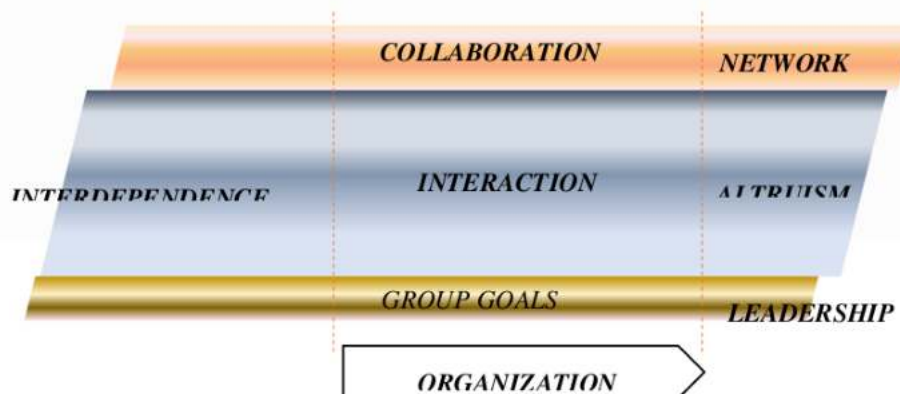 COLLABORATION
NETWORK
INTERDEPENDENCE
INTERACTION
ALTRUISM
GROUP GOALS
LEADERSHIP
ORGANIZATION